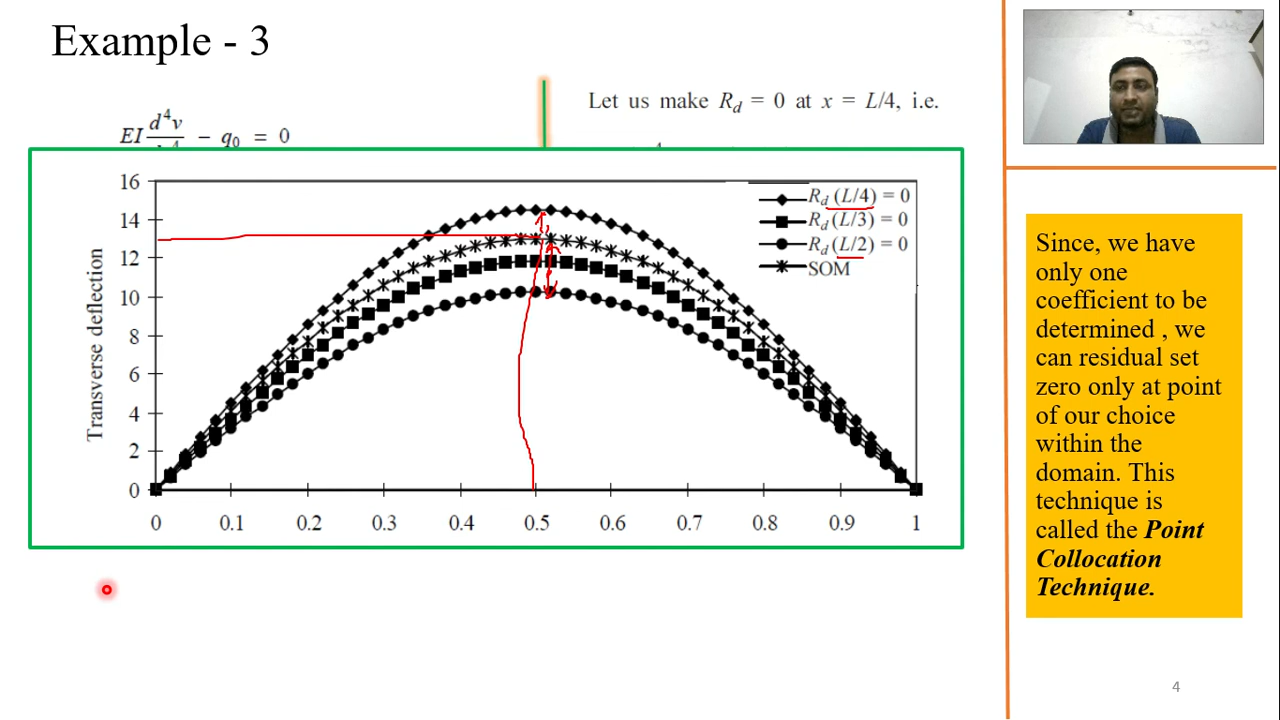 Example - 3
Let us make R_d = 0 at x = L/4, i.e.
EI d⁴v - q₀ = 0
16
14
12
10
8
6
4
2
0
Transverse deflection
R_d (L/4) = 0
R_d (L/3) = 0
R_d (L/2) = 0
SOM
0 0.1 0.2 0.3 0.4 0.5 0.6 0.7 0.8 0.9 1
Since, we have
only one
coefficient to be
determined , we
can residual set
zero only at point
of our choice
within the
domain. This
technique is
called the Point
Collocation
Technique.
4